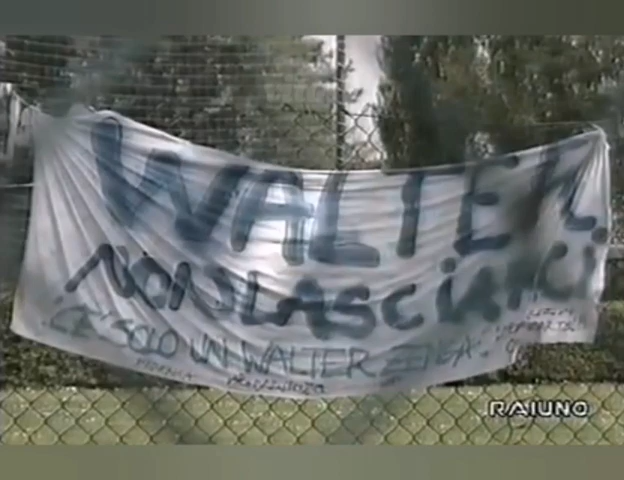 WALTER
NON LASCIARCI
"C'E' SOLO UN WALTER ZENGA"
RAIUNO